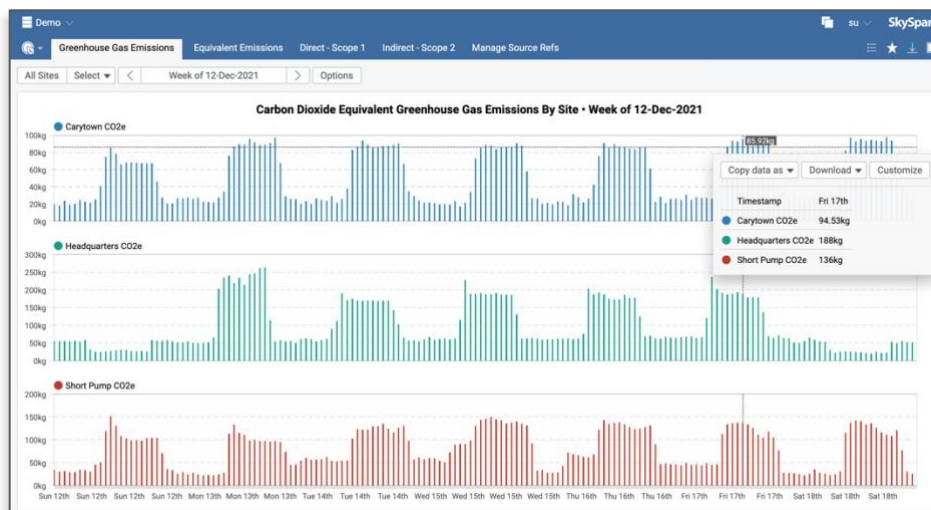 Demo
su
SkySpar
Greenhouse Gas Emissions
Equivalent Emissions
Direct - Scope 1
Indirect - Scope 2
Manage Source Refs
All Sites
Select
Week of 12-Dec-2021
Options
Carbon Dioxide Equivalent Greenhouse Gas Emissions By Site • Week of 12-Dec-2021
Carytown CO2e
100kg
80kg
60kg
40kg
20kg
0kg
85.92kg
Copy data as
Download
Customize
Timestamp Fri 17th
Carytown CO2e 94.53kg
Headquarters CO2e 188kg
Short Pump CO2e 136kg
Headquarters CO2e
300kg
250kg
200kg
150kg
100kg
50kg
0kg
Short Pump CO2e
200kg
150kg
100kg
50kg
0kg
Sun 12th Sun 12th Sun 12th Sun 12th Mon 13th Mon 13th Mon 13th Tue 14th Tue 14th Tue 14th Wed 15th Wed 15th Wed 15th Wed 15th Thu 16th Thu 16th Thu 16th Fri 17th Fri 17th Fri 17th Sat 18th Sat 18th Sat 18th